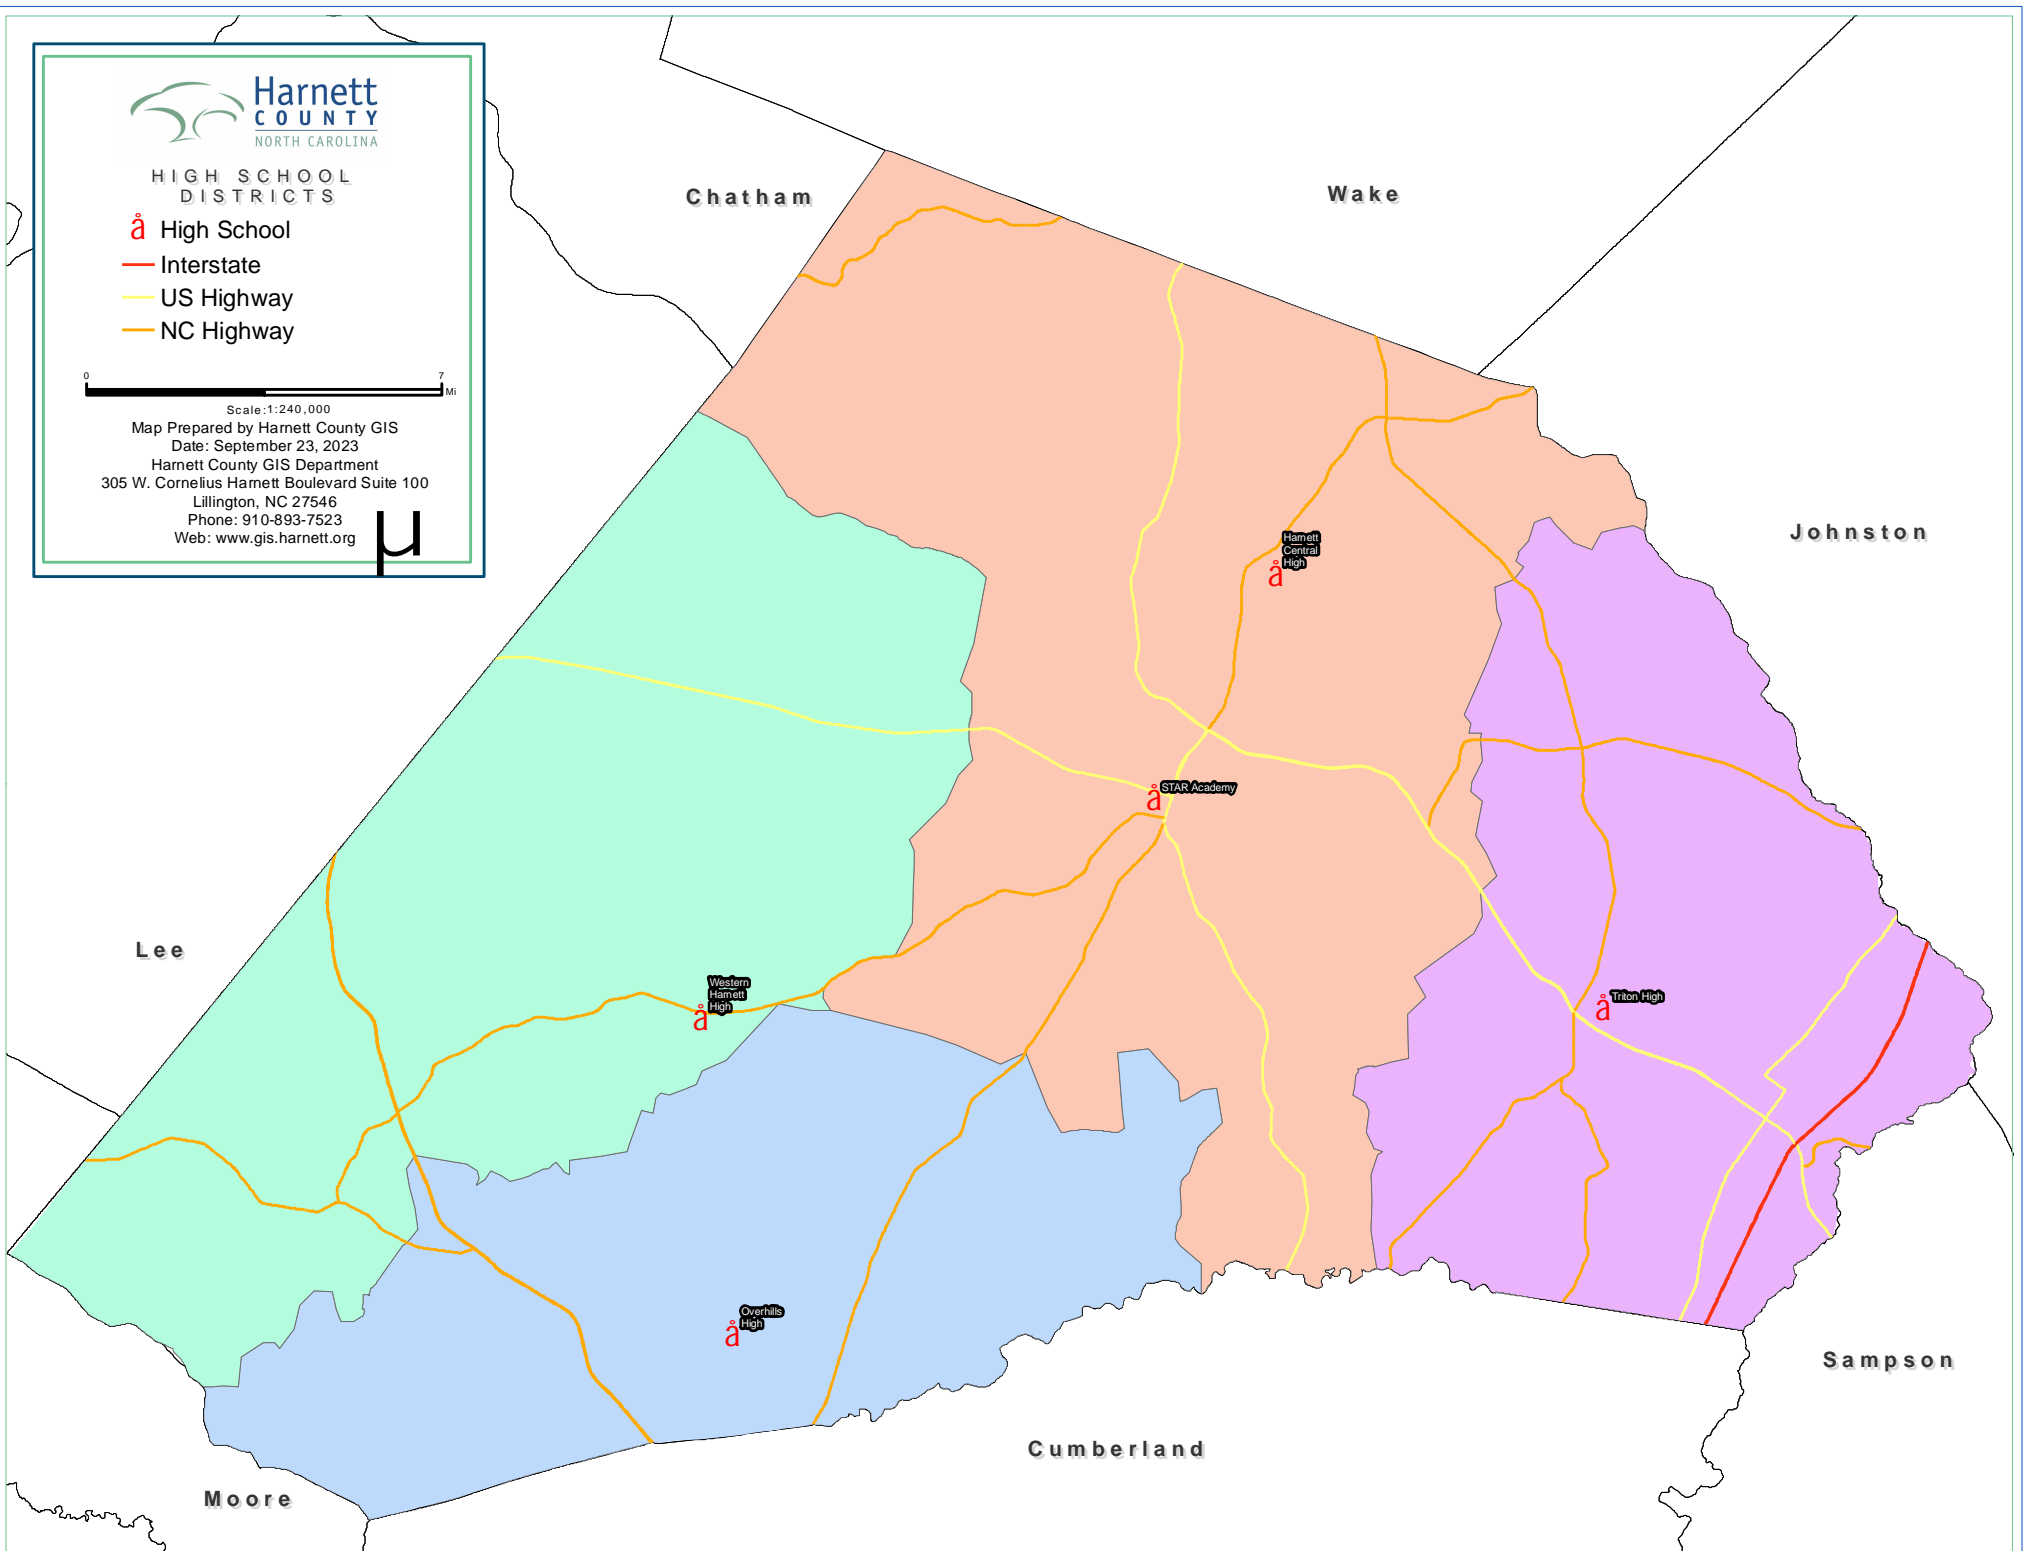 Harnett
COUNTY
NORTH CAROLINA
HIGH SCHOOL
DISTRICTS
å High School
Interstate
US Highway
NC Highway
0 7
Mi
Scale:1:240,000
Map Prepared by Harnett County GIS
Date: September 23, 2023
Harnett County GIS Department
305 W. Cornelius Harnett Boulevard Suite 100
Lillington, NC 27546
Phone: 910-893-7523
Web: www.gis.harnett.org
µ
Chatham
Wake
Johnston
Harnett
Central
High
å
STAR Academy
å
Lee
Western
Harnett
High
å
Triton High
å
Overhills
High
å
Sampson
Cumberland
Moore